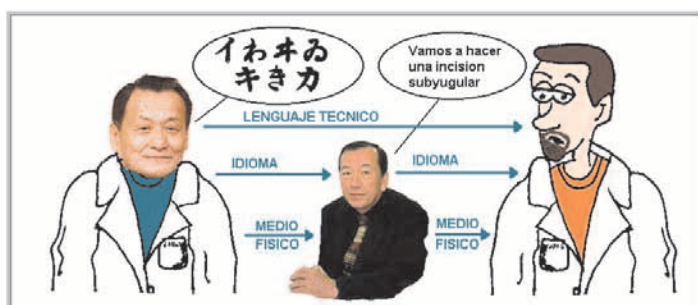 イわヰゐ
キきカ
Vamos a hacer
una incision
subyugular
LENGUAJE TECNICO
IDIOMA
IDIOMA
MEDIO
FISICO
MEDIO
FISICO